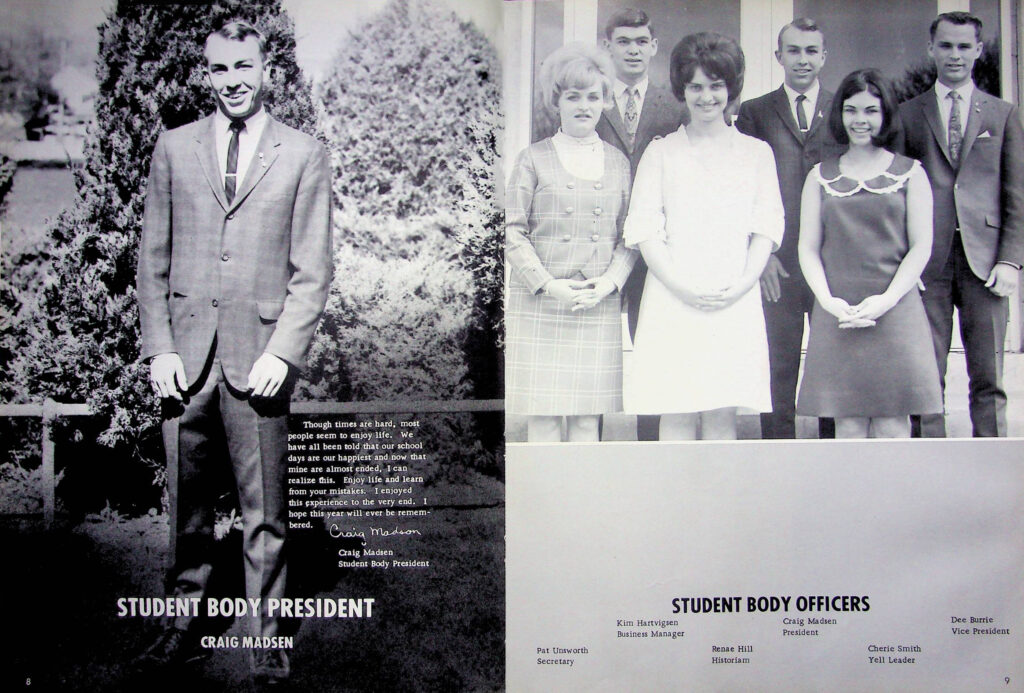 Though times are hard, most
people seem to enjoy life. We
have all been told that our school
days are our happiest and now that
mine are almost ended, I can
realize this. Enjoy life and learn
from your mistakes. I enjoyed
this experience to the very end. I
hope this year will ever be remem-
bered.
Craig Madsen
Craig Madsen
Student Body President
STUDENT BODY PRESIDENT
CRAIG MADSEN
8
STUDENT BODY OFFICERS
Kim Hartvigsen
Business Manager
Craig Madsen
President
Dee Burrie
Vice President
Pat Unsworth
Secretary
Renae Hill
Historiam
Cherie Smith
Yell Leader
9